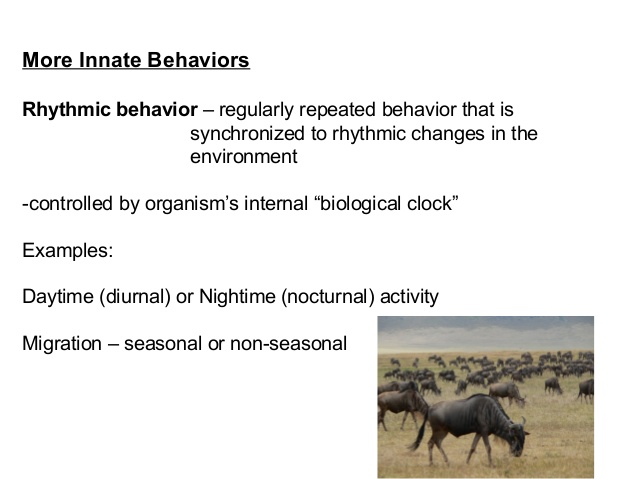 More Innate Behaviors
Rhythmic behavior – regularly repeated behavior that is
synchronized to rhythmic changes in the
environment
-controlled by organism’s internal “biological clock”
Examples:
Daytime (diurnal) or Nightime (nocturnal) activity
Migration – seasonal or non-seasonal